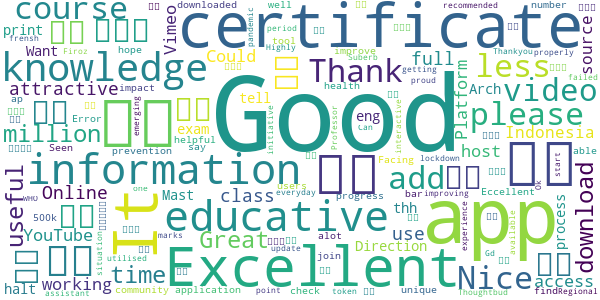 course
print
Want
Firoz
frensh
downloaded
well
Vimeo
tool
hope
Highly
pandemic
period
improve
Suberb
number
recommended
Thankyou
properly
getting
proud
failed
certificate
knowledge
Could
Thank
full
less
source
attractive
impact
tell
health
Platform
Arch
video
ap
Seen
million
emerging
exam
Good
eng
please
Indonesia
Error
prevention
helpful
say
initiative
Professor
Can
interactive
host
start
able
Facing
lockdown
Ok
useful
WHO
information
add
improving
Eccellent
Online
one
Mast
class
users
everyday
progress
bar
experience
process
download
500k
situation
It
educative
thh
use
app
YouTube
marks
Great
alot
Direction
Gd
available
utilised
update
join
halt
working
time
Excellent
Nice
access
community
application
point
check
token
unique
Thoughtbud
findRegional
assistant